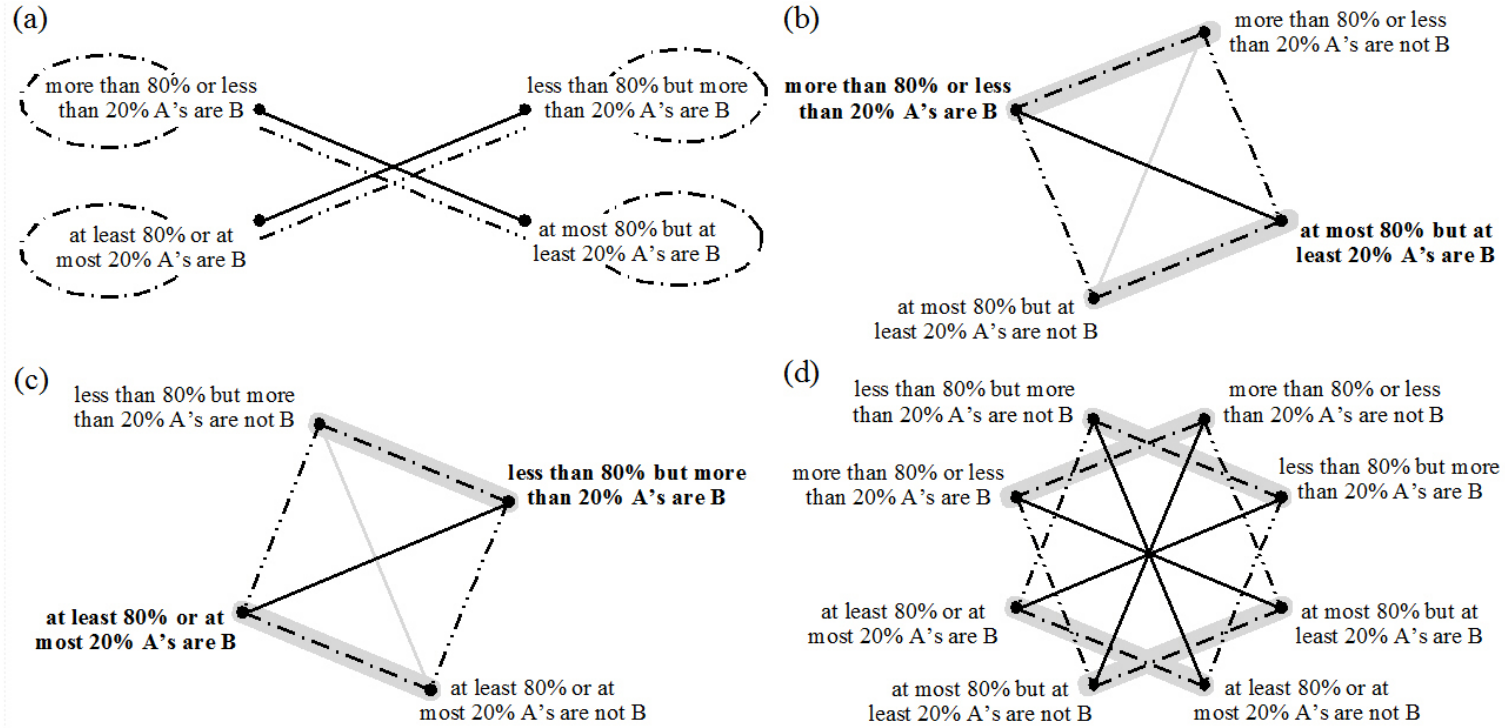 (a)
more than 80% or less
than 20% A's are B
less than 80% but more
than 20% A's are B
at least 80% or at
most 20% A's are B
at most 80% but at
least 20% A's are B
(b)
more than 80% or less
than 20% A's are not B
more than 80% or less
than 20% A's are B
at most 80% but at
least 20% A's are B
at most 80% but at
least 20% A's are not B
(c)
less than 80% but more
than 20% A's are not B
less than 80% but more
than 20% A's are B
at least 80% or at
most 20% A's are B
at least 80% or at
most 20% A's are not B
(d)
less than 80% but more
than 20% A's are not B
more than 80% or less
than 20% A's are not B
more than 80% or less
than 20% A's are B
less than 80% but more
than 20% A's are B
at least 80% or at
most 20% A's are B
at most 80% but at
least 20% A's are B
at most 80% but at
least 20% A's are not B
at least 80% or at
most 20% A's are not B